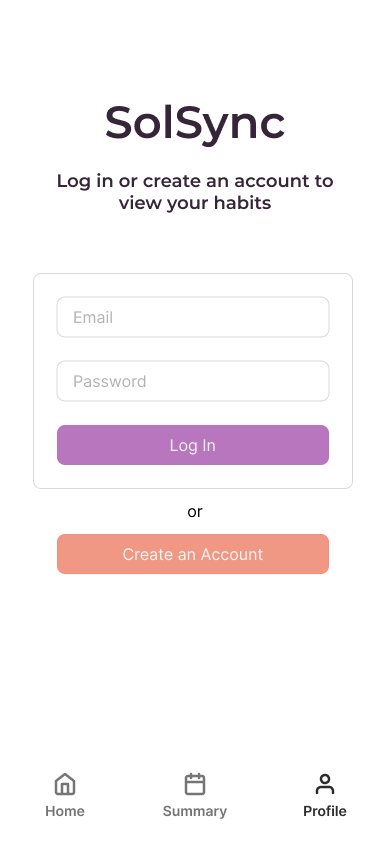 SolSync
Log in or create an account to
view your habits
Email
Password
Log In
or
Create an Account
Home
Summary
Profile